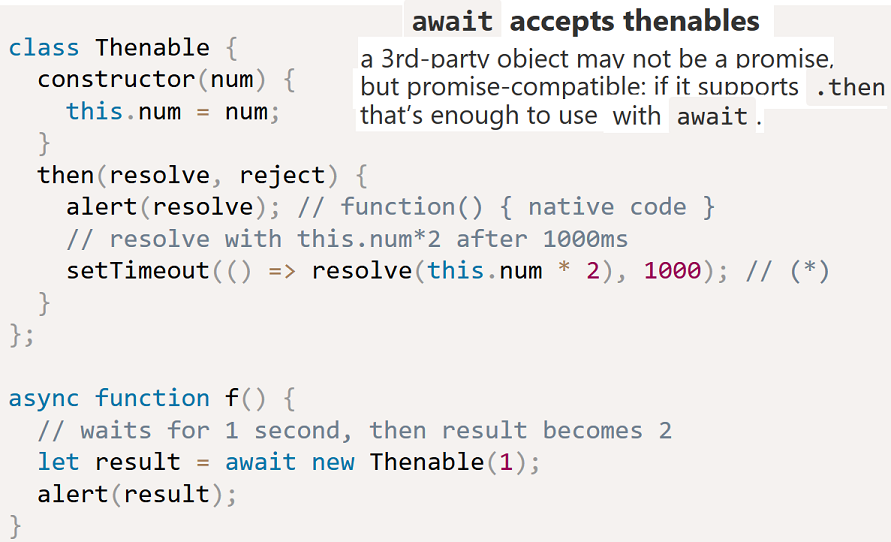 await accepts thenables
a 3rd-party object may not be a promise,
but promise-compatible: if it supports .then
that's enough to use with await.
class Thenable {
  constructor(num) {
    this.num = num;
  }
  then(resolve, reject) {
    alert(resolve); // function() { native code }
    // resolve with this.num*2 after 1000ms
    setTimeout(() => resolve(this.num * 2), 1000); // (*)
  }
};
async function f() {
  // waits for 1 second, then result becomes 2
  let result = await new Thenable(1);
  alert(result);
}